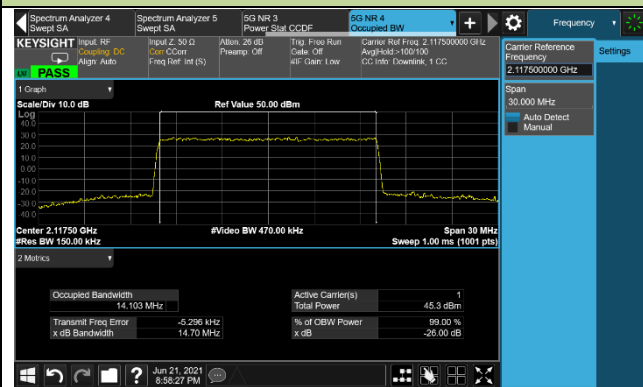 Spectrum Analyzer 4
Swept SA
Spectrum Analyzer 5
Swept SA
5G NR 3
Power Stat CCDF
5G NR 4
Occupied BW
Frequency
KEYSIGHT
Input: RF
Coupling: DC
Align: Auto
Input Z: 50 Ω
Corr CCorr
Freq Ref: Int (S)
Atten: 26 dB
Preamp: Off
Trig: Free Run
Gate: Off
#IF Gain: Low
Carrier Ref Freq: 2.117500000 GHz
Avg|Hold:>100/100
CC Info: Downlink, 1 CC
PASS
Carrier Reference
Frequency
2.117500000 GHz
Settings
Span
30.000 MHz
Auto Detect
Manual
1 Graph
Scale/Div 10.0 dB
Ref Value 50.00 dBm
Log
40.0
30.0
20.0
10.0
0.00
-10.0
-20.0
-30.0
-40.0
Center 2.11750 GHz
#Video BW 470.00 kHz
Span 30 MHz
#Res BW 150.00 kHz
Sweep 1.00 ms (1001 pts)
2 Metrics
Occupied Bandwidth
14.103 MHz
Active Carrier(s) 1
Total Power 45.3 dBm
Transmit Freq Error -5.296 kHz
x dB Bandwidth 14.70 MHz
% of OBW Power 99.00 %
x dB -26.00 dB
Jun 21, 2021
8:58:27 PM